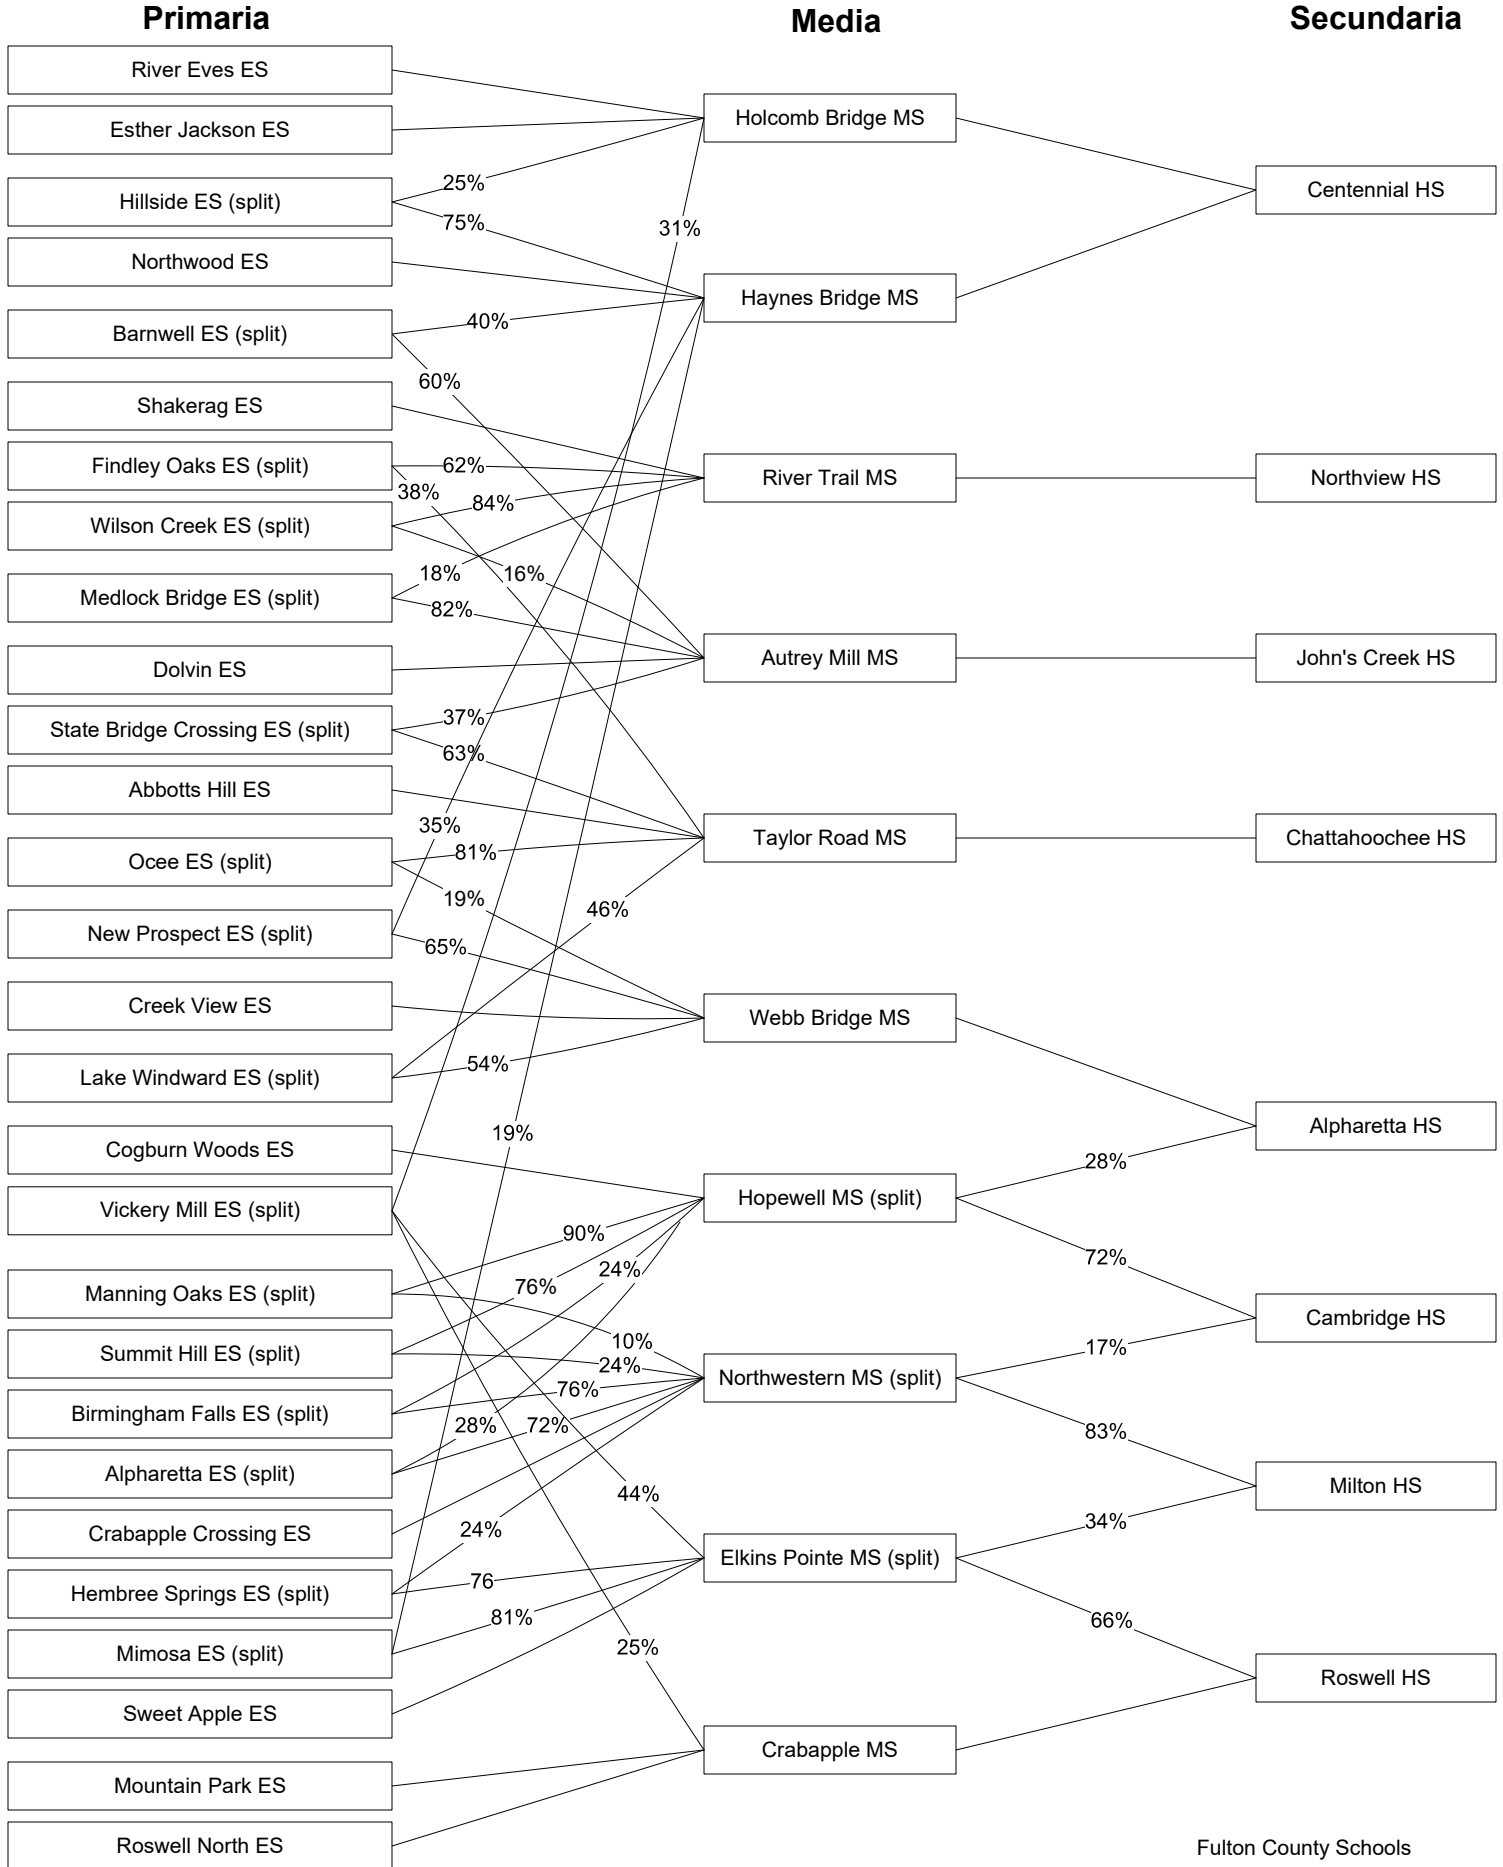 Primaria
Media
Secundaria
River Eves ES
Esther Jackson ES
Hillside ES (split)
Northwood ES
Barnwell ES (split)
Shakerag ES
Findley Oaks ES (split)
Wilson Creek ES (split)
Medlock Bridge ES (split)
Dolvin ES
State Bridge Crossing ES (split)
Abbotts Hill ES
Ocee ES (split)
New Prospect ES (split)
Creek View ES
Lake Windward ES (split)
Cogburn Woods ES
Vickery Mill ES (split)
Manning Oaks ES (split)
Summit Hill ES (split)
Birmingham Falls ES (split)
Alpharetta ES (split)
Crabapple Crossing ES
Hembree Springs ES (split)
Mimosa ES (split)
Sweet Apple ES
Mountain Park ES
Roswell North ES
25%
75%
31%
40%
60%
62%
38%
84%
18%
16%
82%
37%
63%
35%
81%
19%
46%
65%
54%
19%
90%
24%
76%
10%
24%
76%
28%
72%
44%
24%
76
81%
25%
Holcomb Bridge MS
Haynes Bridge MS
River Trail MS
Autrey Mill MS
Taylor Road MS
Webb Bridge MS
Hopewell MS (split)
Northwestern MS (split)
Elkins Pointe MS (split)
Crabapple MS
28%
72%
17%
83%
34%
66%
Centennial HS
Northview HS
John's Creek HS
Chattahoochee HS
Alpharetta HS
Cambridge HS
Milton HS
Roswell HS
Fulton County Schools